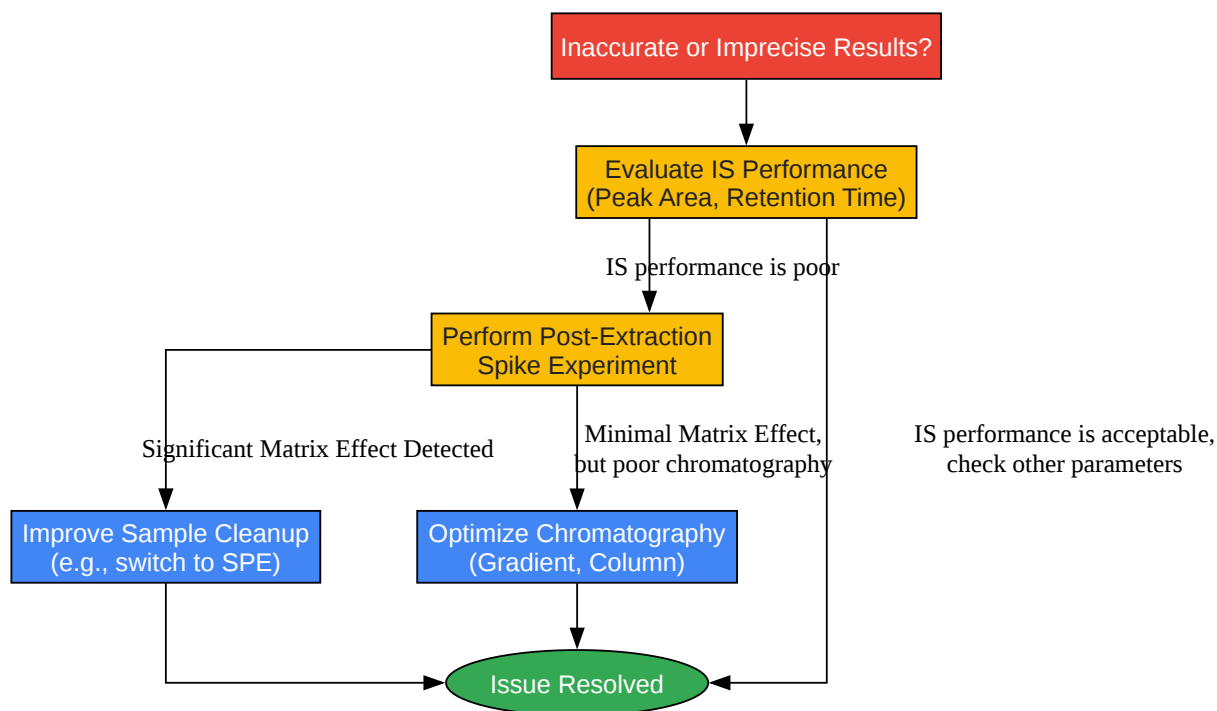 Inaccurate or Imprecise Results?
Evaluate IS Performance
(Peak Area, Retention Time)
IS performance is poor
Perform Post-Extraction
Spike Experiment
Significant Matrix Effect Detected
Minimal Matrix Effect,
but poor chromatography
IS performance is acceptable,
check other parameters
Improve Sample Cleanup
(e.g., switch to SPE)
Optimize Chromatography
(Gradient, Column)
Issue Resolved